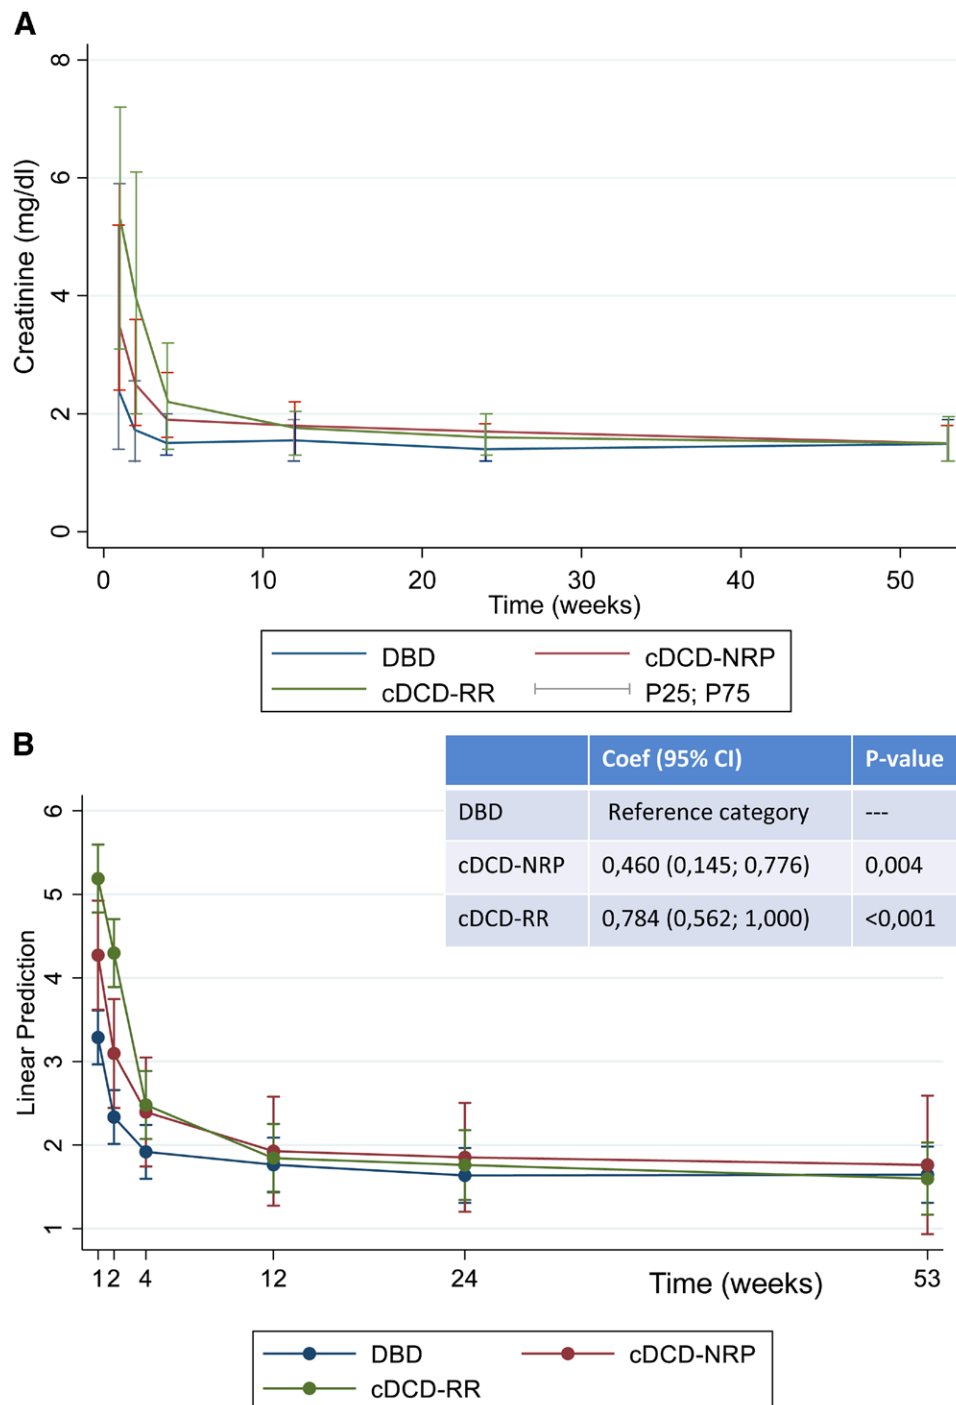 A
8
6
4
2
0
Creatinine (mg/dl)
0 10 20 30 40 50
Time (weeks)
DBD cDCD-NRP
cDCD-RR P25; P75
B
Coef (95% CI) P-value
DBD Reference category ---
cDCD-NRP 0,460 (0,145; 0,776) 0,004
cDCD-RR 0,784 (0,562; 1,000) <0,001
6
5
4
3
2
1
Linear Prediction
1 2 4 12 24 53
Time (weeks)
DBD cDCD-NRP
cDCD-RR